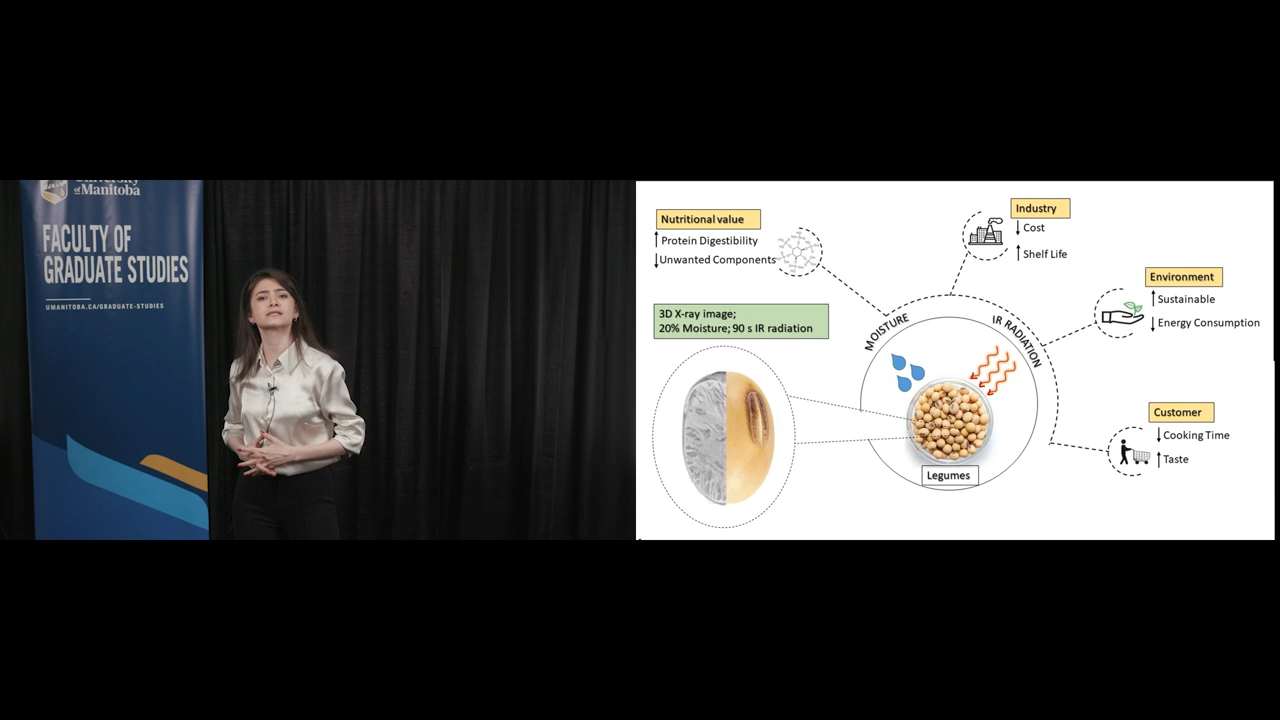 University
of Manitoba
FACULTY OF
GRADUATE STUDIES
UMANITOBA.CA/GRADUATE-STUDIES
Nutritional value
Protein Digestibility
Unwanted Components
3D X-ray image;
20% Moisture; 90 s IR radiation
MOISTURE
IR RADIATION
Legumes
Industry
Cost
Shelf Life
Environment
Sustainable
Energy Consumption
Customer
Cooking Time
Taste